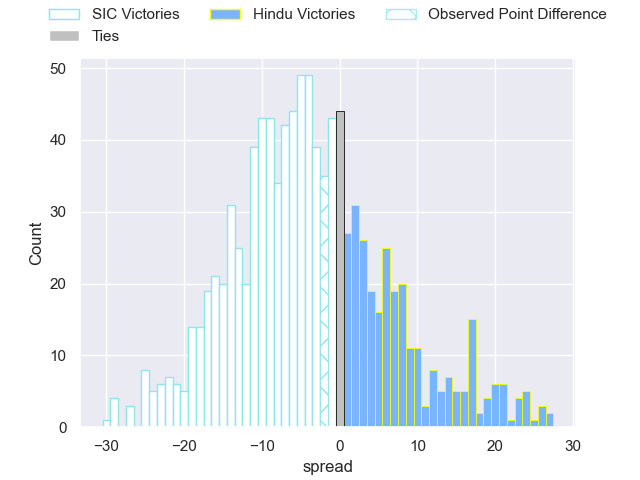 SIC Victories Hindu Victories Observed Point Difference
Ties
50
40
30
20
10
0
Count
−30 −20 −10 0 10 20 30
spread